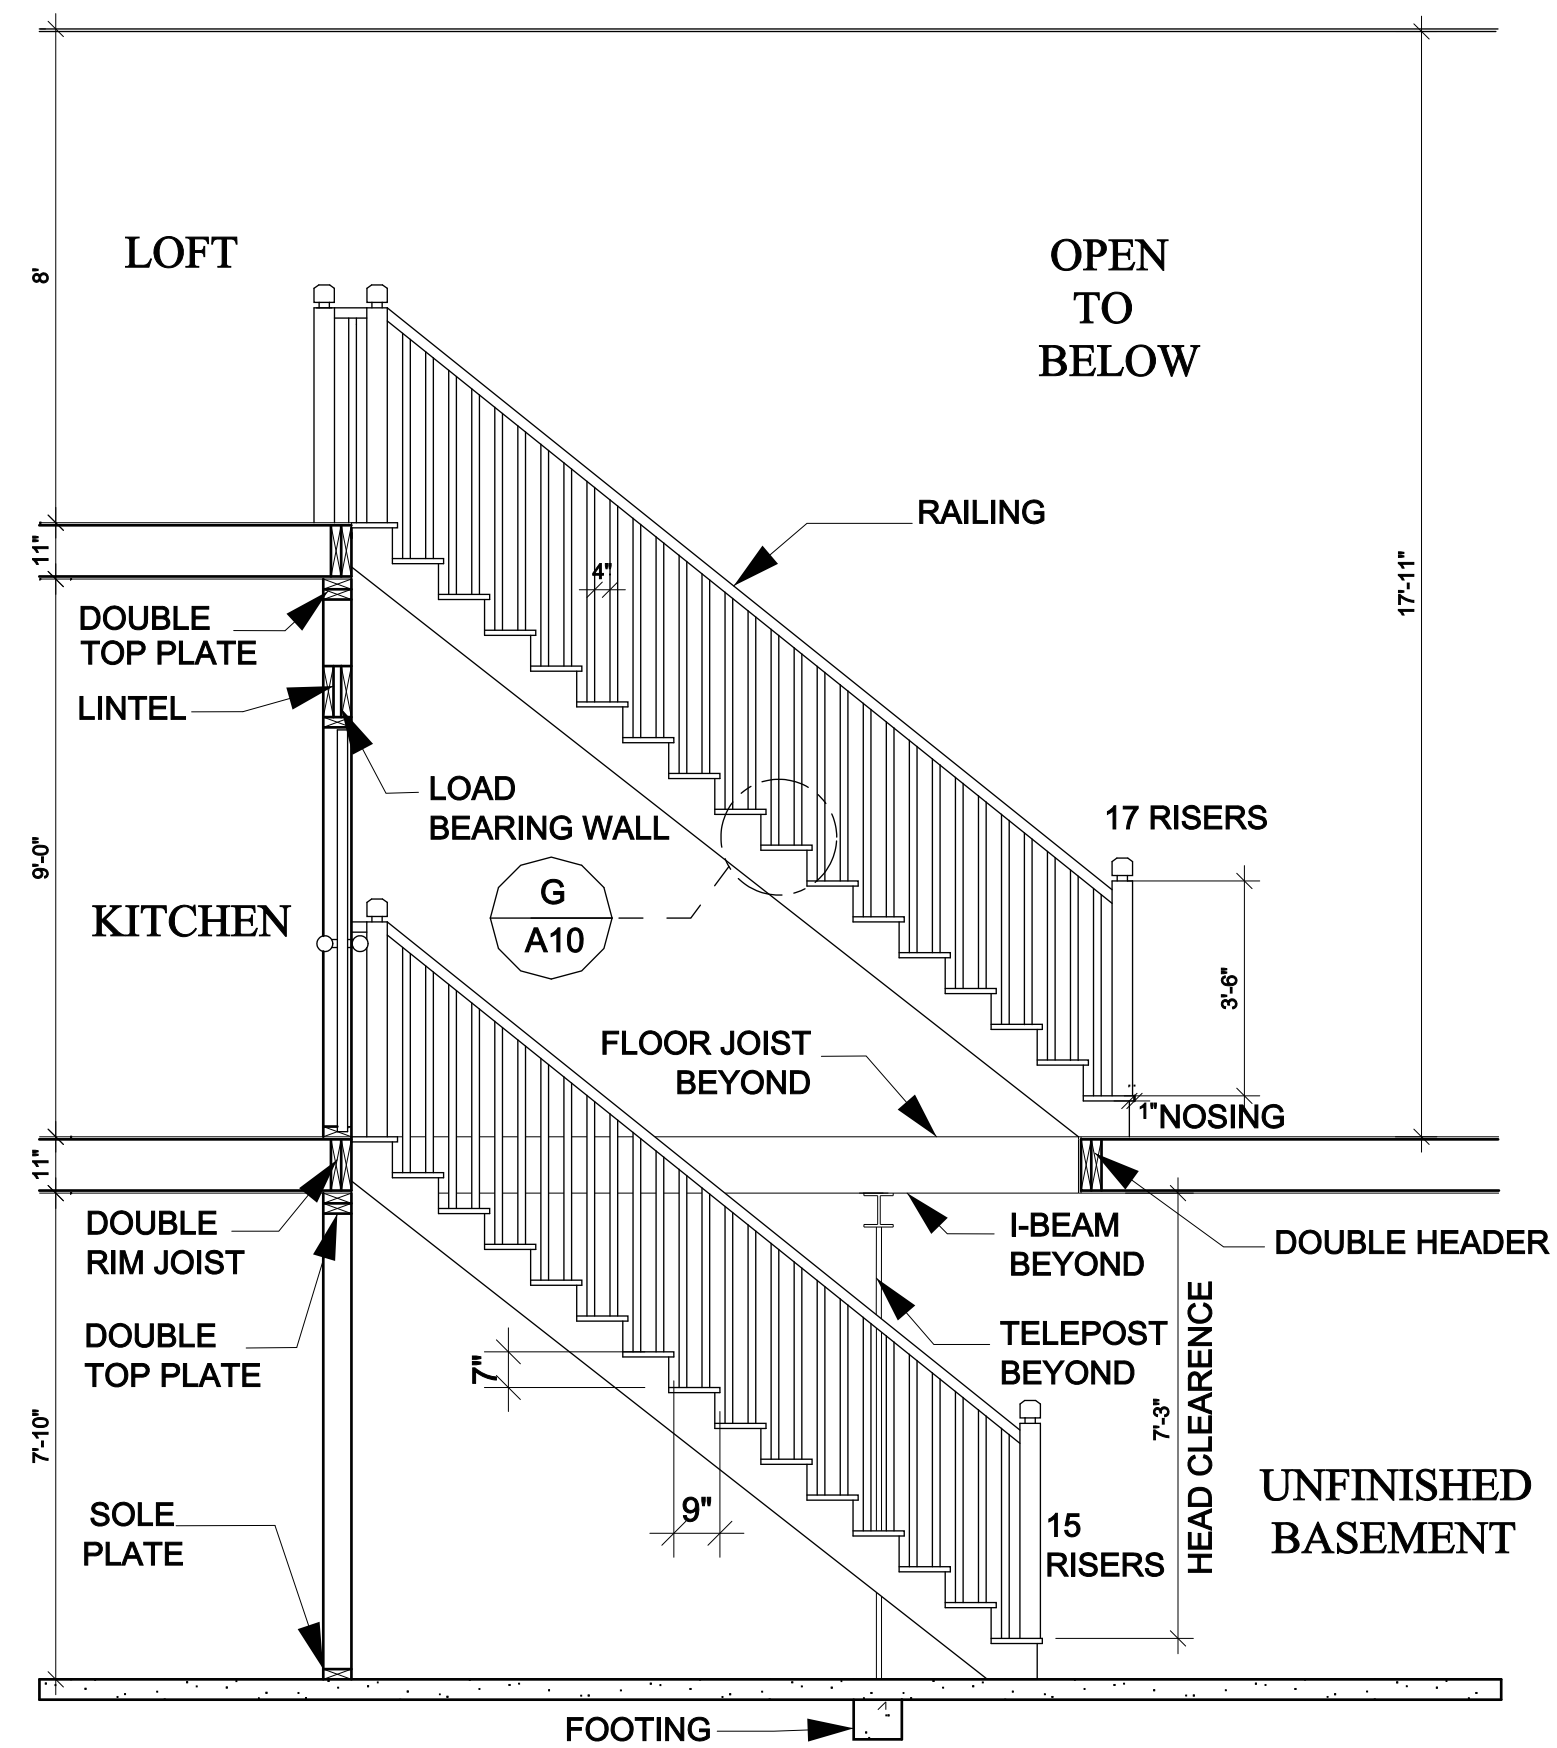 LOFT
OPEN
TO
BELOW
8'
RAILING
11"
4"
17'-11"
DOUBLE
TOP PLATE
LINTEL
LOAD
BEARING WALL
17 RISERS
9'-0"
KITCHEN
G
A10
3'-6"
FLOOR JOIST
BEYOND
1" NOSING
11"
DOUBLE
RIM JOIST
I-BEAM
BEYOND
DOUBLE HEADER
DOUBLE
TOP PLATE
TELEPOST
BEYOND
7"
7'-3"
HEAD CLEARENCE
7'-10"
9"
SOLE
PLATE
15
RISERS
UNFINISHED
BASEMENT
FOOTING